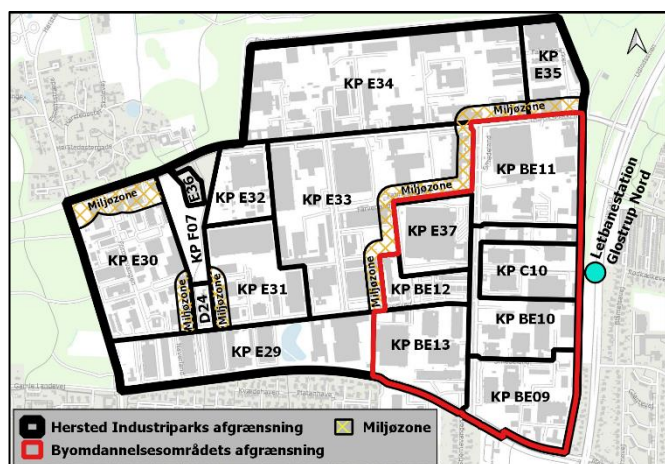 KP E34
KP
E35
Miljøzone
E36
KP E32
KP E33
Miljøzone
KP BE11
Miljøzone
KP F07
KP E37
KP E30
Letbanestation
Glostrup Nord
KP C10
Miljøzone
D24
Miljøzone
KP E31
Miljøzone
KP BE12
KP BE10
KP E29
KP BE13
KP BE09
Gamle Landevej
Hersted Industriparks afgrænsning
Miljøzone
Byomdannelsesområdets afgrænsning